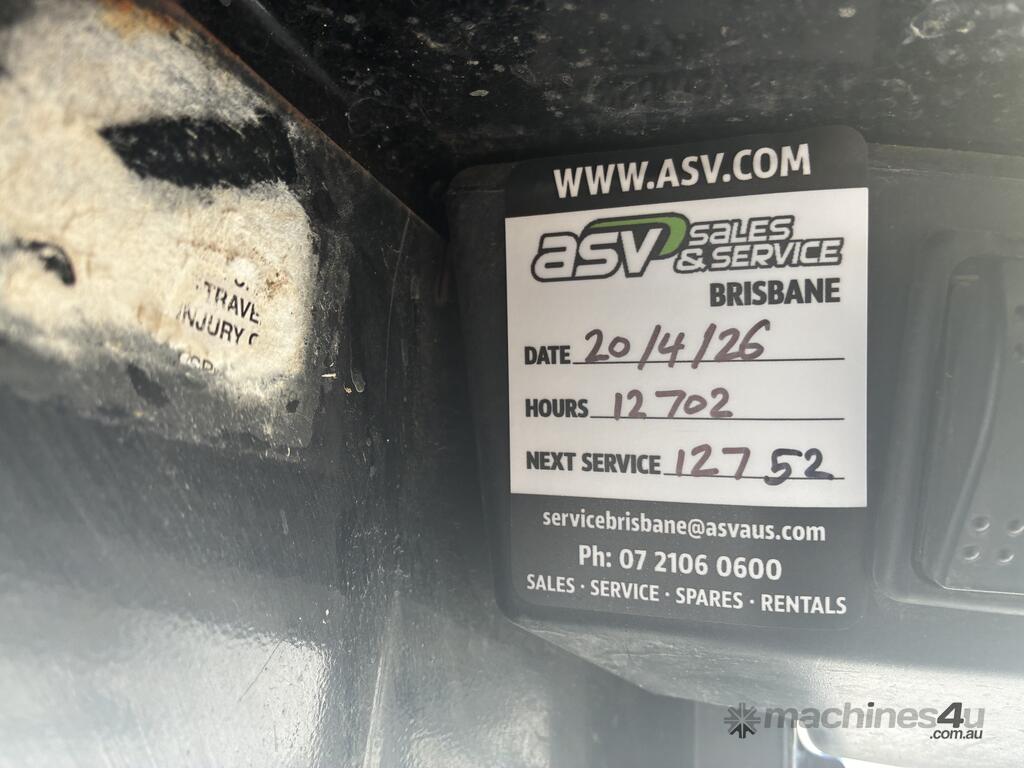 TRAVE
INJURY
WWW.ASV.COM
asv SALES
& SERVICE
BRISBANE
DATE 20/4/26
HOURS 12702
NEXT SERVICE 12752
servicebrisbane@asvaus.com
Ph: 07 2106 0600
SALES · SERVICE · SPARES · RENTALS
machines4u
.com.au